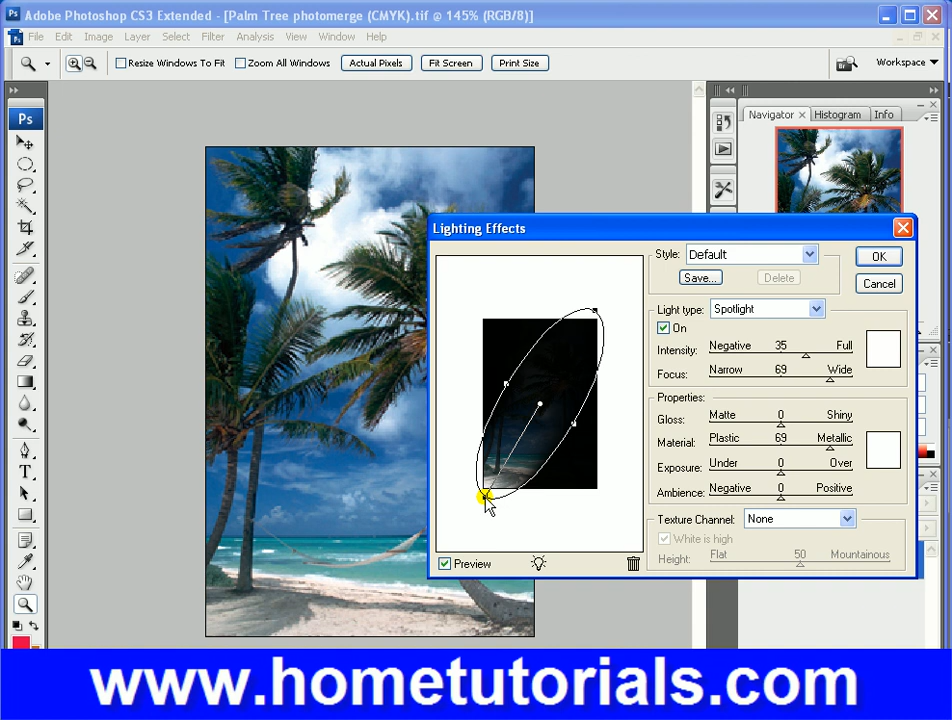 Adobe Photoshop CS3 Extended - [Palm Tree photomerge (CMYK).tif @ 145% (RGB/8)]
File Edit Image Layer Select Filter Analysis View Window Help
Resize Windows To Fit Zoom All Windows Actual Pixels Fit Screen Print Size Workspace
Ps
Navigator Histogram Info
Lighting Effects
Style: Default OK
Save... Delete Cancel
Light type: Spotlight
On
Intensity: Negative 35 Full
Focus: Narrow 69 Wide
Properties:
Gloss: Matte 0 Shiny
Material: Plastic 69 Metallic
Exposure: Under 0 Over
Ambience: Negative 0 Positive
Texture Channel: None
White is high
Height: Flat 50 Mountainous
Preview
T
www.hometutorials.com